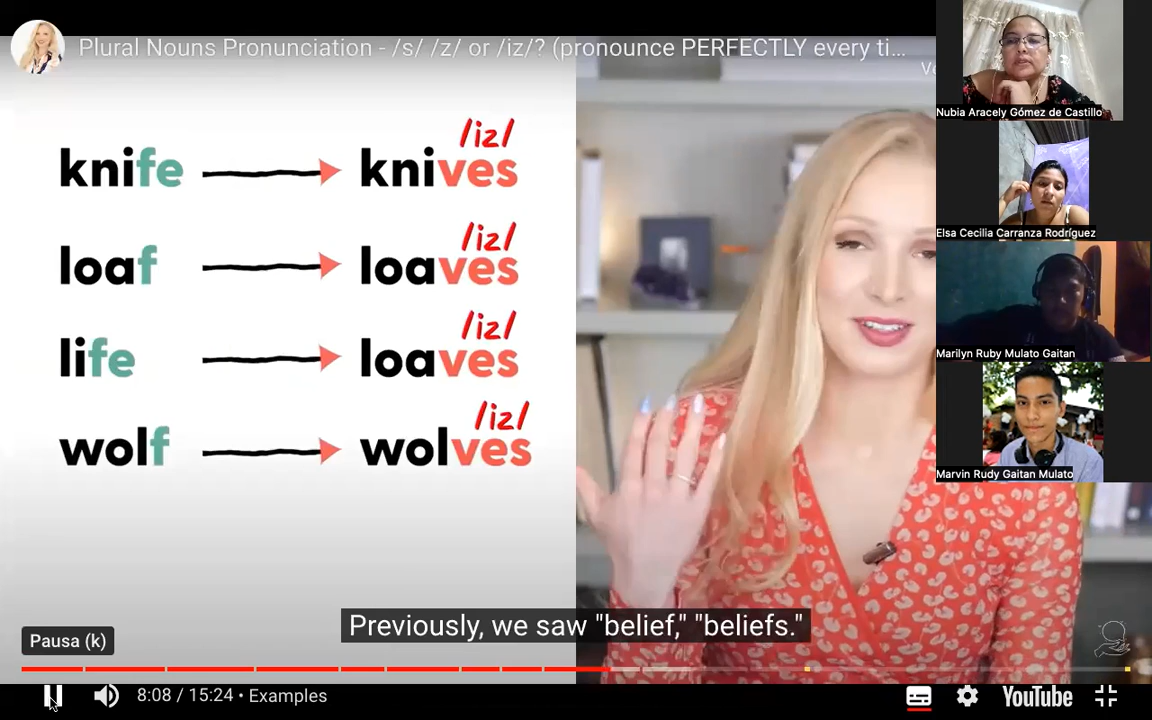 Plural Nouns Pronunciation - /s/ /z/ or /iz/? (pronounce PERFECTLY every ti...
/iz/
knife knives
/iz/
loaf loaves
/iz/
life loaves
/iz/
wolf wolves
Previously, we saw "belief," "beliefs."
Pausa (k)
8:08 / 15:24 • Examples
YouTube
Nubia Aracely Gómez de Castillo
Elsa Cecilia Carranza Rodríguez
Marilyn Ruby Mulato Gaitan
Marvin Rudy Gaitan Mulato